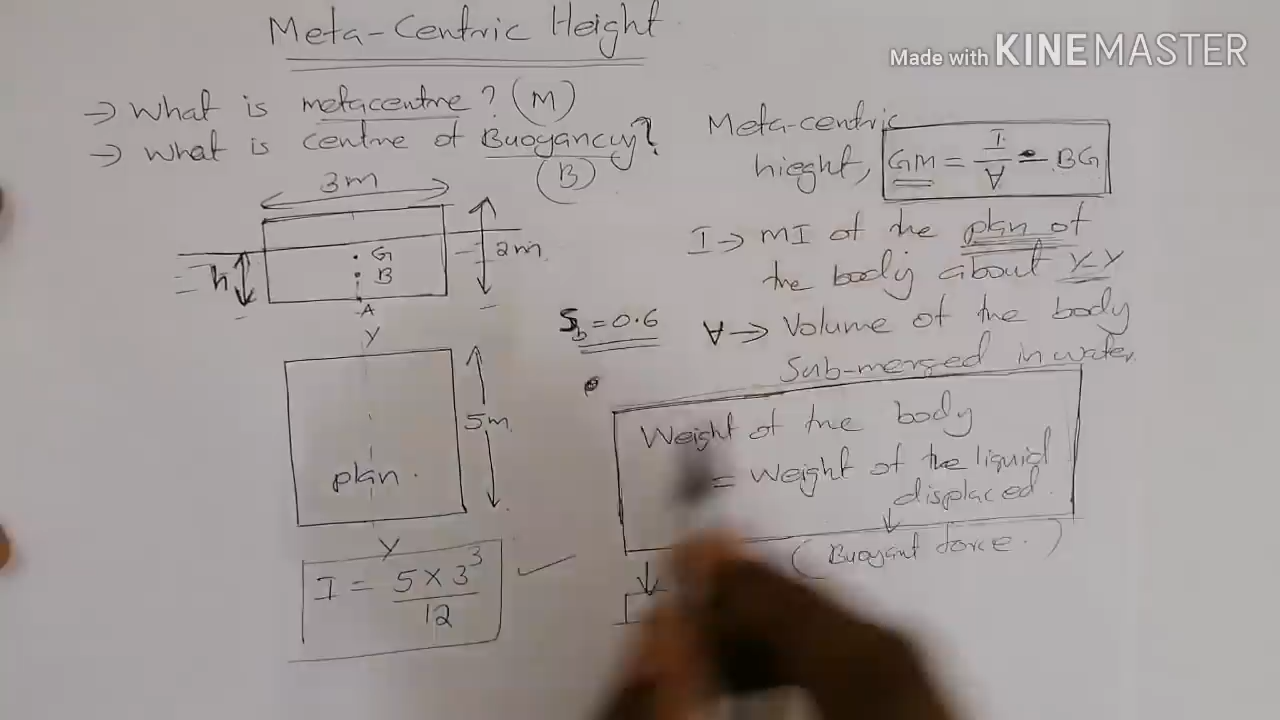 Meta-Centric Height
Made with KINEMASTER
→ What is metacentre? (M)
→ What is centre of Buoyancy?
(B)
Meta-centric
hieght, GM = I/∀ - BG
3m
G
B
A
h
2m
I → MI of the plan of
the body about Y-Y
∀ → Volume of the body
Sub-merged in water
S_b = 0.6
Y
plan.
5m
Y
I = 5 × 3³/12
Weight of the body
= Weight of the liquid
displaced.
(Buoyant force.)